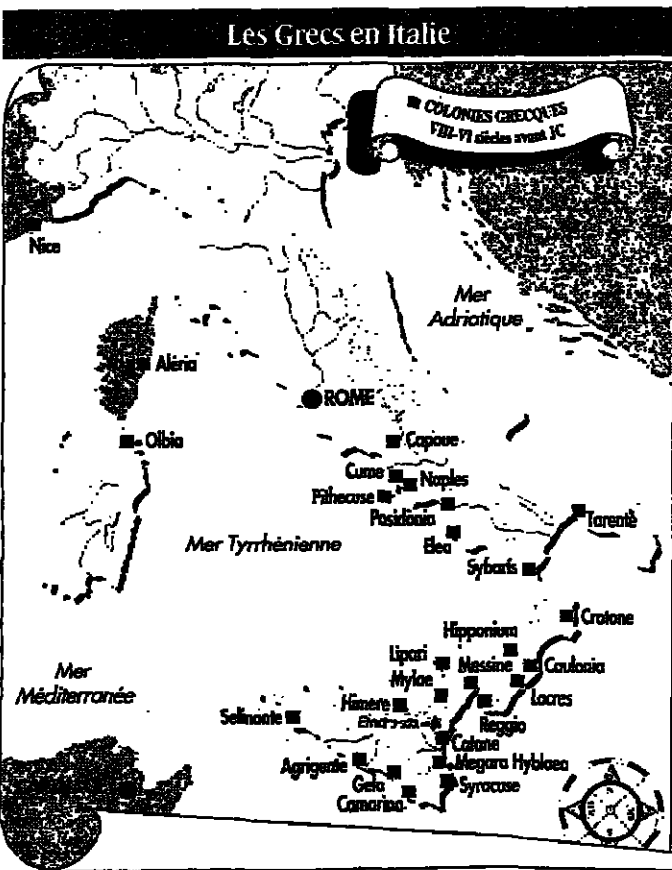 Les Grecs en Italie
COLONIES GRECQUES
VIII-VI siècles avant JC
Nice
Mer
Adriatique
Aleria
ROME
Olbia
Capoue
Cume
Naples
Pithecuse
Posidonia
Tarente
Mer Tyrrhénienne
Elea
Sybaris
Crotone
Hipponium
Lipari
Messine
Caulonia
Mer
Méditerranée
Mylae
Locres
Himère
Reggio
Selinonte
Catane
Agrigente
Megara Hyblaea
Gela
Syracuse
Camarina